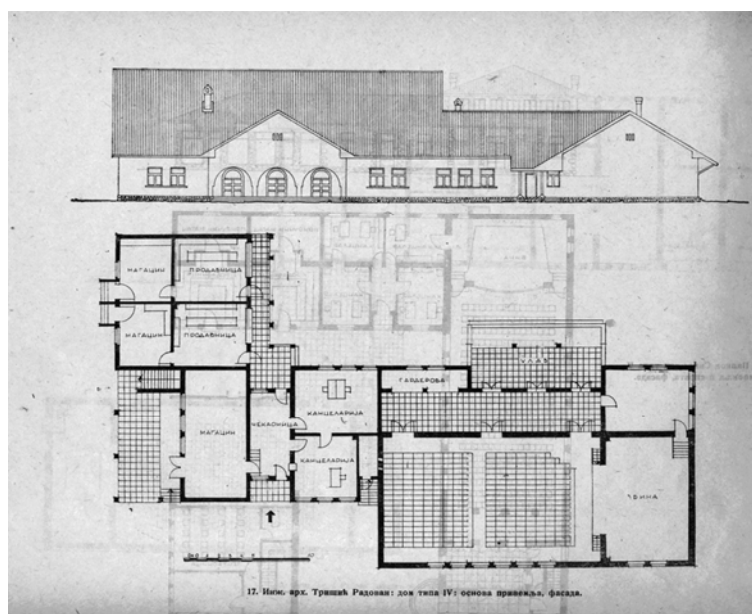 МАГАЦИН
ПРОДАВНИЦА
МАГАЦИН
ПРОДАВНИЦА
УЛАЗ
ГАРДЕРОБА
КАНЦЕЛАРИЈА
МАГАЦИН
ЧЕКАОНИЦА
КАНЦЕЛАРИЈА
БИНА
17. Инж. арх. Тришић Радован: дом типа IV: основа приземља, фасада.